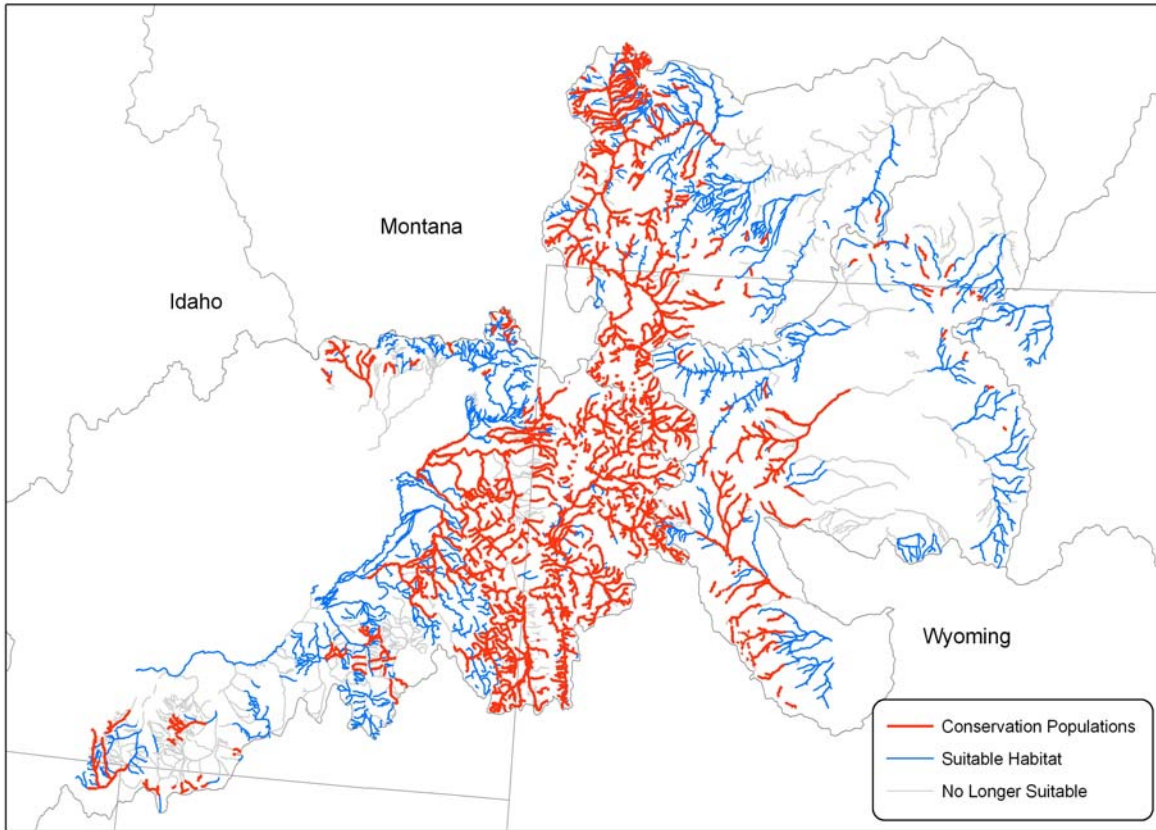 Montana
Idaho
Wyoming
Conservation Populations
Suitable Habitat
No Longer Suitable